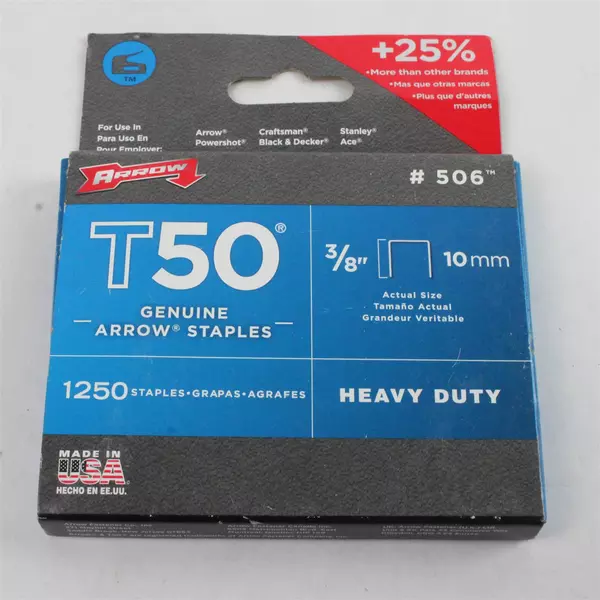 +25%
•More than other brands
•Mas que otras marcas
•Plus que d'autres
marques
TM
For Use In
Para Uso En
Pour Employer:
Arrow®
Powershot®
Craftsman®
Black & Decker®
Stanley®
Ace®
ARROW
# 506™
T50®
GENUINE
ARROW® STAPLES
3/8"
10mm
Actual Size
Tamaño Actual
Grandeur Veritable
1250 STAPLES•GRAPAS•AGRAFES
HEAVY DUTY
MADE IN
USA
HECHO EN EE.UU.